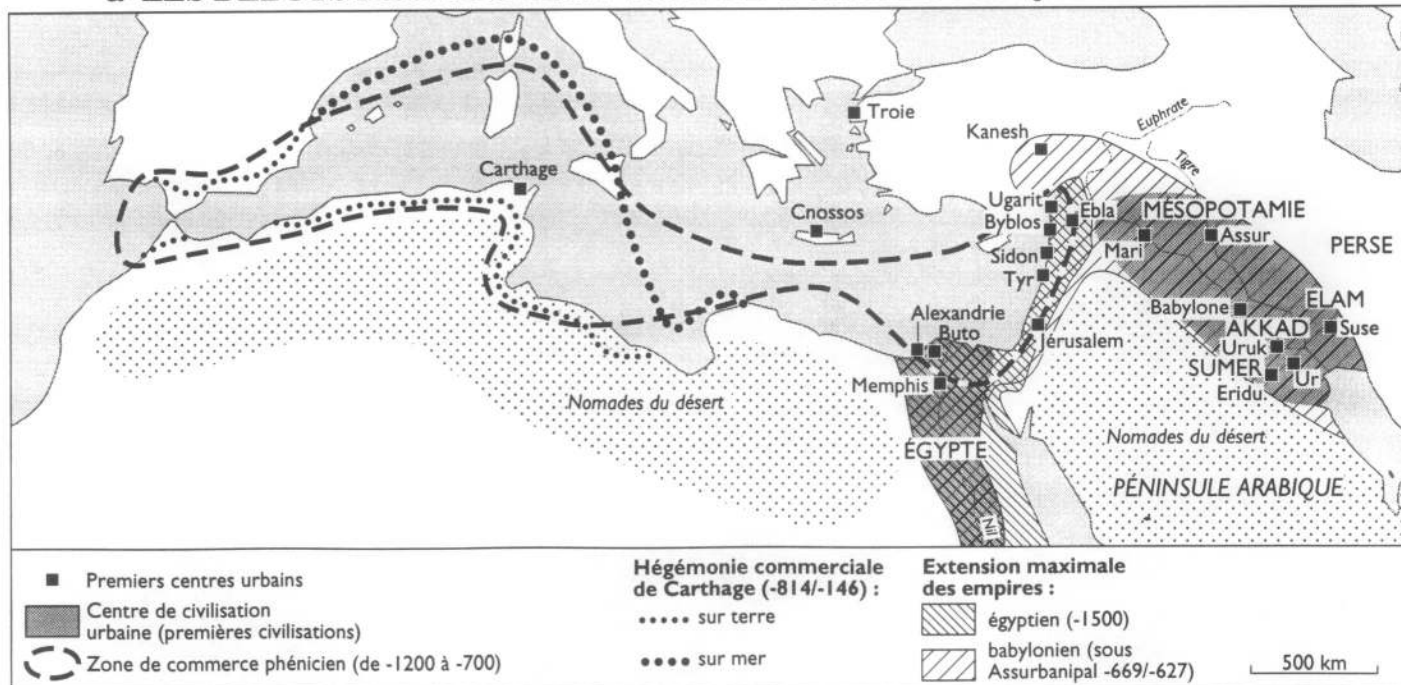 Troie
Kanesh
Euphrate
Tigre
Carthage
Cnossos
Ugarit
Byblos
Ebla
MÉSOPOTAMIE
Sidon
Mari
Assur
PERSE
Tyr
Alexandrie
Buto
Jérusalem
Babylone
ELAM
AKKAD
Suse
Uruk
SUMER
Ur
Eridu
Memphis
Nomades du désert
ÉGYPTE
Nomades du désert
PÉNINSULE ARABIQUE
Nil
Premiers centres urbains
Centre de civilisation
urbaine (premières civilisations)
Zone de commerce phénicien (de -1200 à -700)
Hégémonie commerciale
de Carthage (-814/-146) :
sur terre
sur mer
Extension maximale
des empires :
égyptien (-1500)
babylonien (sous
Assurbanipal -669/-627)
500 km